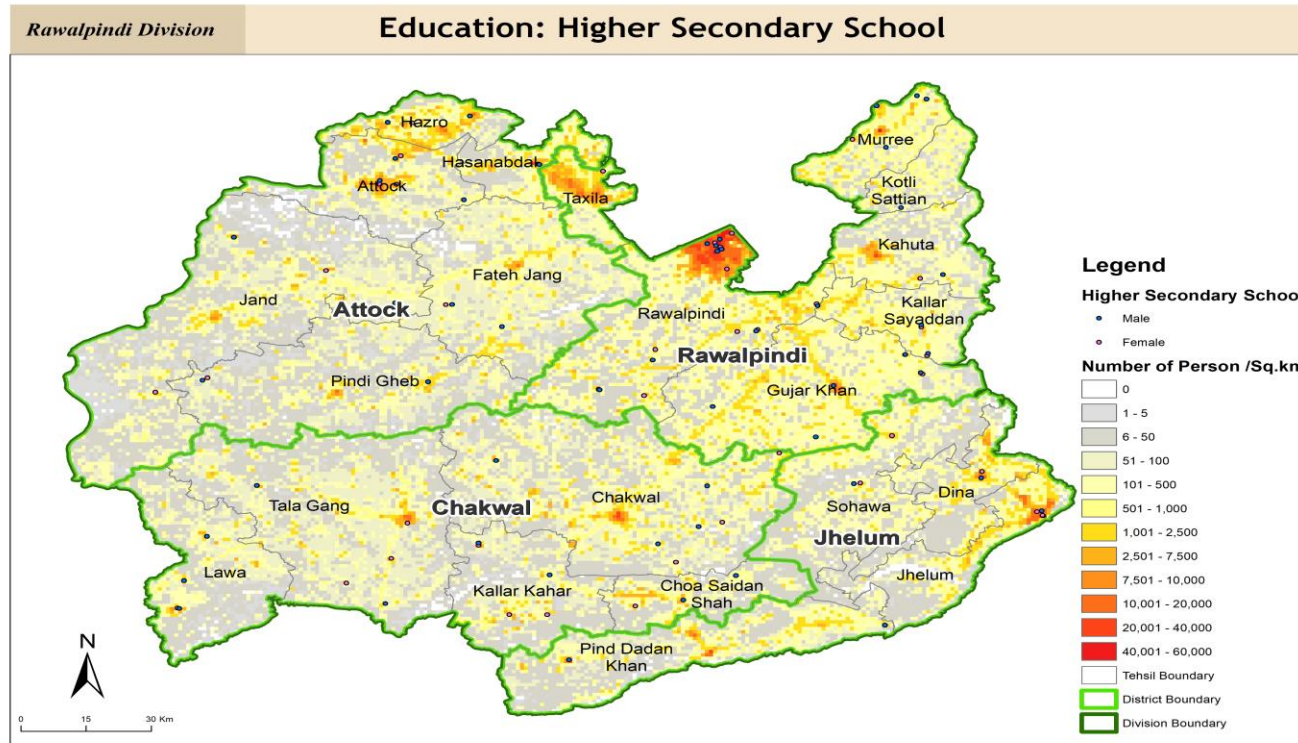 Rawalpindi Division
Education: Higher Secondary School
Hazro
Murree
Hasanabdal
Attock
Taxila
Kotli
Sattian
Kahuta
Fateh Jang
Jand
Attock
Rawalpindi
Kallar
Sayaddan
Rawalpindi
Pindi Gheb
Gujar Khan
Tala Gang
Chakwal
Chakwal
Sohawa
Dina
Jhelum
Lawa
Kallar Kahar
Choa Saidan
Shah
Jhelum
Pind Dadan
Khan
N
0 15 30 Km
Legend
Higher Secondary Schoo
Male
Female
Number of Person /Sq.km
0
1 - 5
6 - 50
51 - 100
101 - 500
501 - 1,000
1,001 - 2,500
2,501 - 7,500
7,501 - 10,000
10,001 - 20,000
20,001 - 40,000
40,001 - 60,000
Tehsil Boundary
District Boundary
Division Boundary